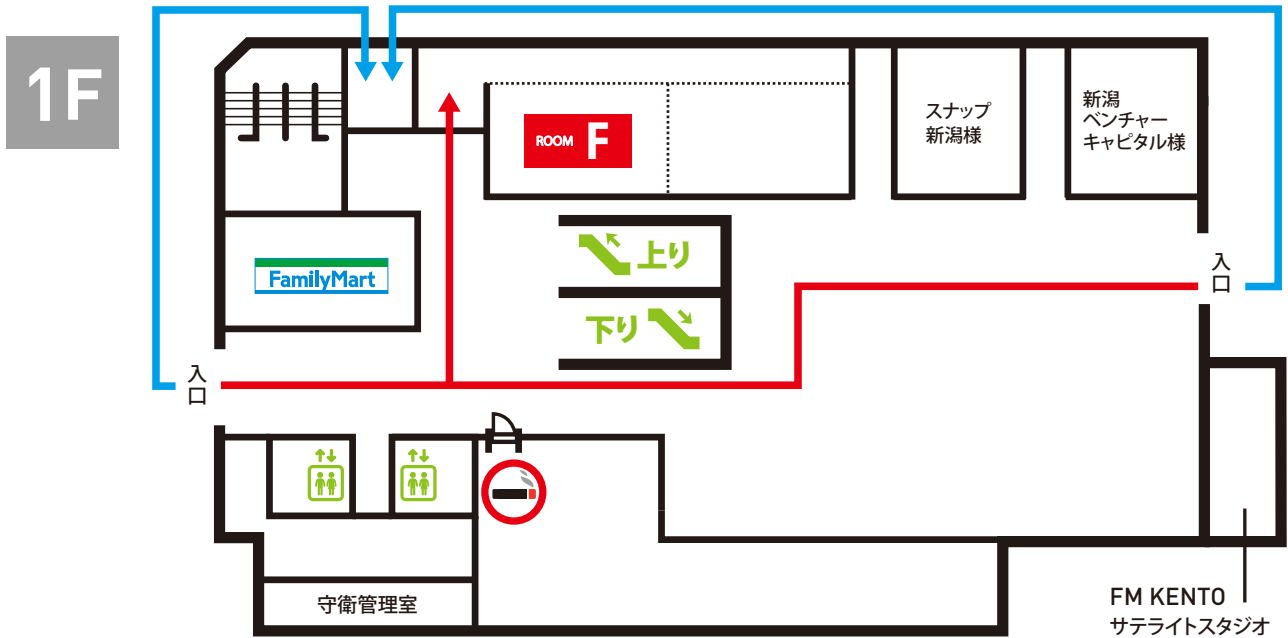 1F
ROOM F
スナップ
新潟様
新潟
ベンチャー
キャピタル様
FamilyMart
上り
下り
入口
入口
守衛管理室
FM KENTO
サテライトスタジオ